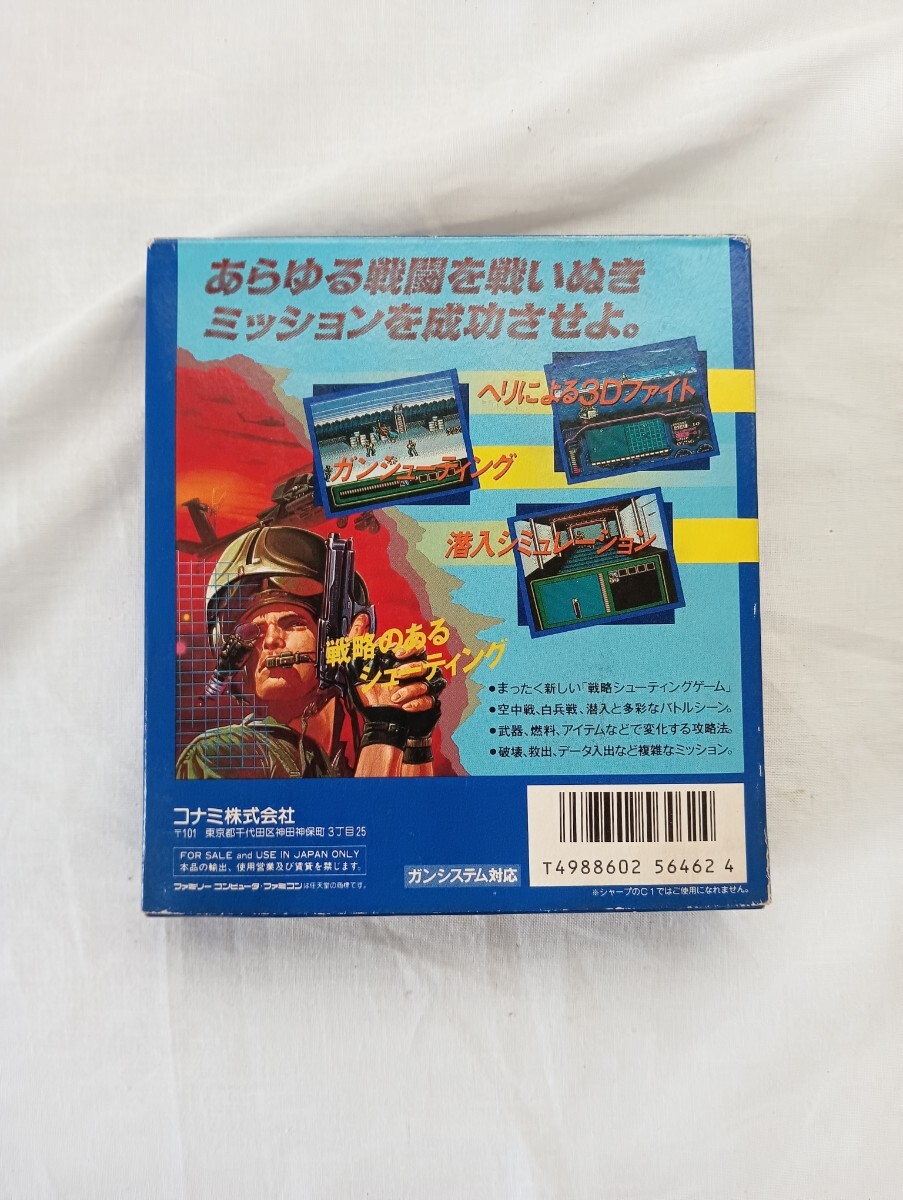 あらゆる戦闘を戦いぬき
ミッションを成功させよ。
ヘリによる3Dファイト
ガンシューティング
潜入シミュレーション
戦略のある
シューティング
●まったく新しい「戦略シューティングゲーム」
●空中戦、白兵戦、潜入と多彩なバトルシーン。
●武器、燃料、アイテムなどで変化する攻略法。
●破壊、救出、データ入出など複雑なミッション。
コナミ株式会社
〒101 東京都千代田区神田神保町3丁目25
FOR SALE and USE IN JAPAN ONLY
本品の輸出、使用営業及び賃貸を禁じます。
ファミリーコンピュータ・ファミコンは任天堂の商標です。
ガンシステム対応
T4988602 56462 4
※シャープのC1ではご使用になれません。